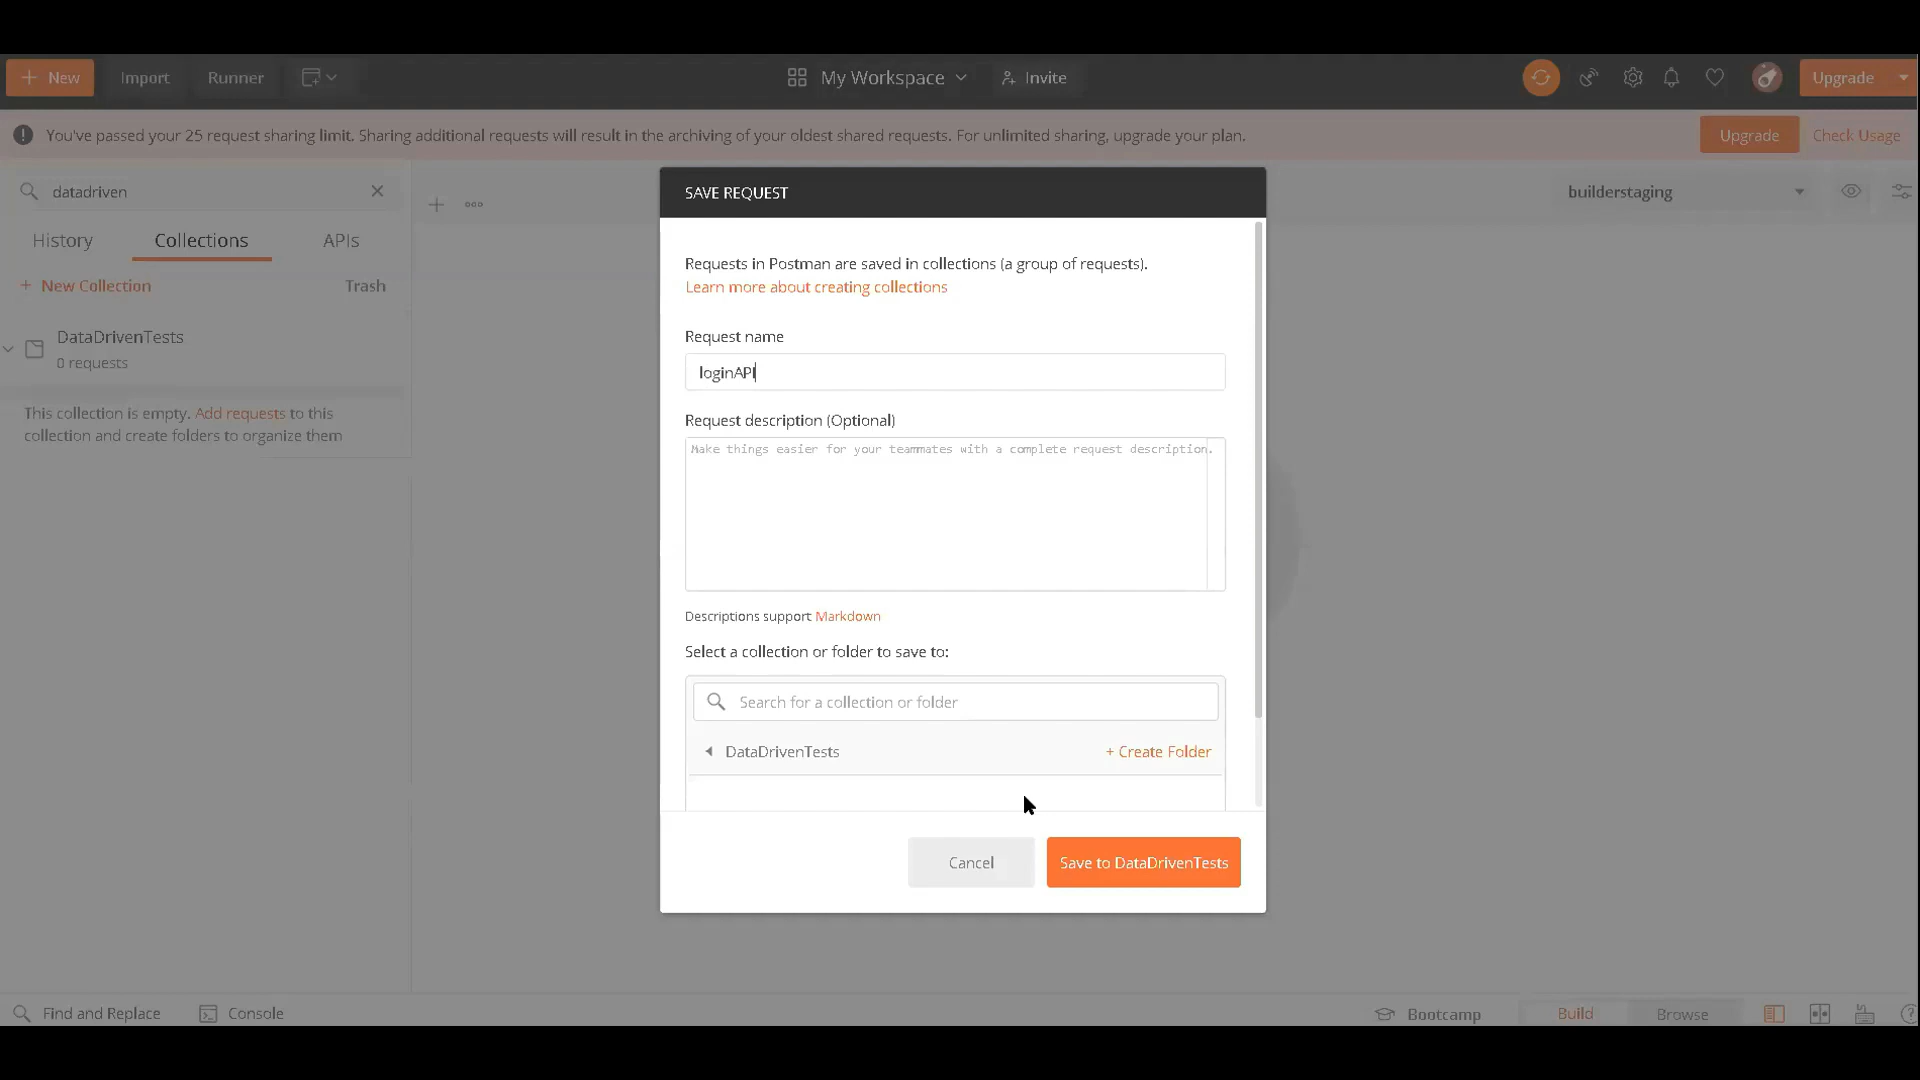 New
Import
Runner
My Workspace
Invite
Upgrade
You've passed your 25 request sharing limit. Sharing additional requests will result in the archiving of your oldest shared requests. For unlimited sharing, upgrade your plan.
Upgrade
Check Usage
datadriven
builderstaging
History
Collections
APIs
+ New Collection
Trash
DataDrivenTests
0 requests
This collection is empty. Add requests to this
collection and create folders to organize them
SAVE REQUEST
Requests in Postman are saved in collections (a group of requests).
Learn more about creating collections
Request name
loginAPI
Request description (Optional)
Make things easier for your teammates with a complete request description.
Descriptions support Markdown
Select a collection or folder to save to:
Search for a collection or folder
DataDrivenTests
+ Create Folder
Cancel
Save to DataDrivenTests
Find and Replace
Console
Bootcamp
Build
Browse